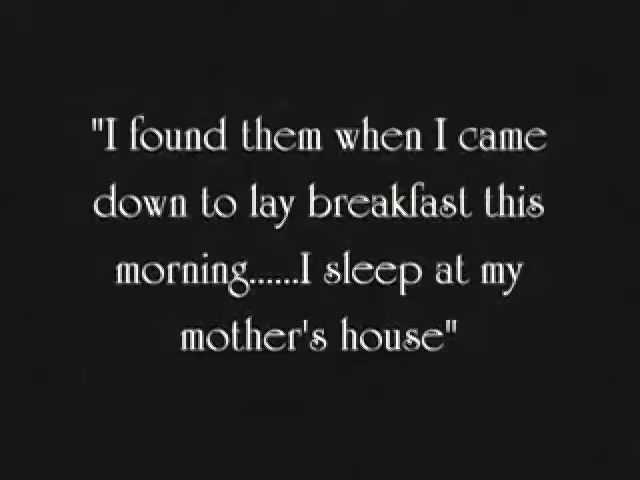 "I found them when I came
down to lay breakfast this
morning......I sleep at my
mother's house"